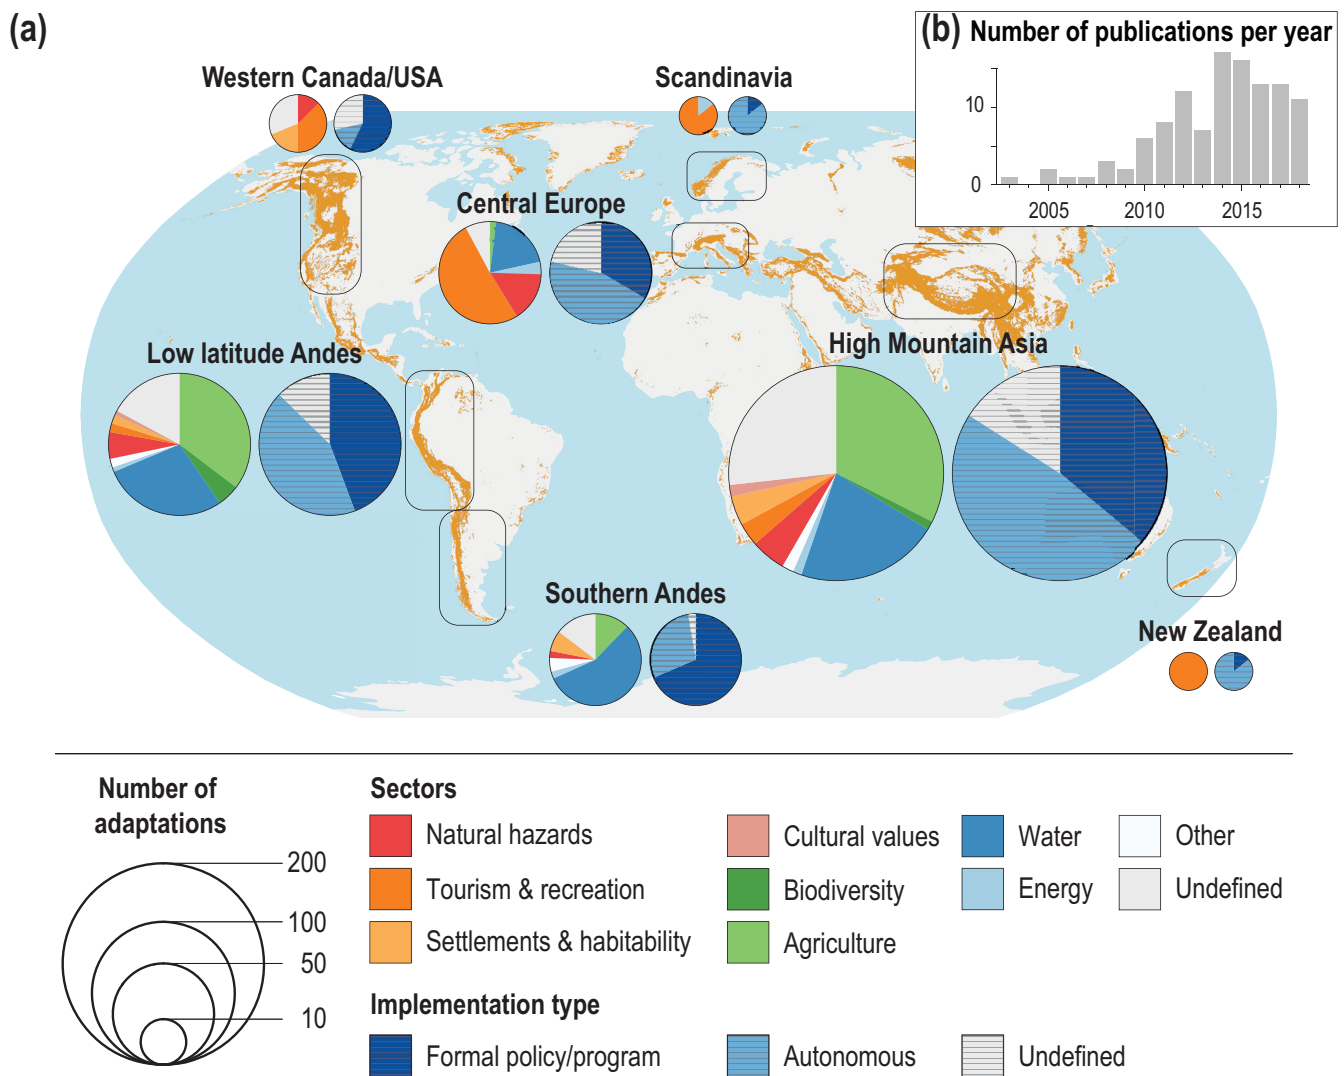 (a)
(b) Number of publications per year
10
0
2005 2010 2015
Western Canada/USA
Scandinavia
Central Europe
Low latitude Andes
High Mountain Asia
Southern Andes
New Zealand
Number of
adaptations
200
100
50
10
Sectors
Natural hazards
Cultural values
Water
Other
Tourism & recreation
Biodiversity
Energy
Undefined
Settlements & habitability
Agriculture
Implementation type
Formal policy/program
Autonomous
Undefined